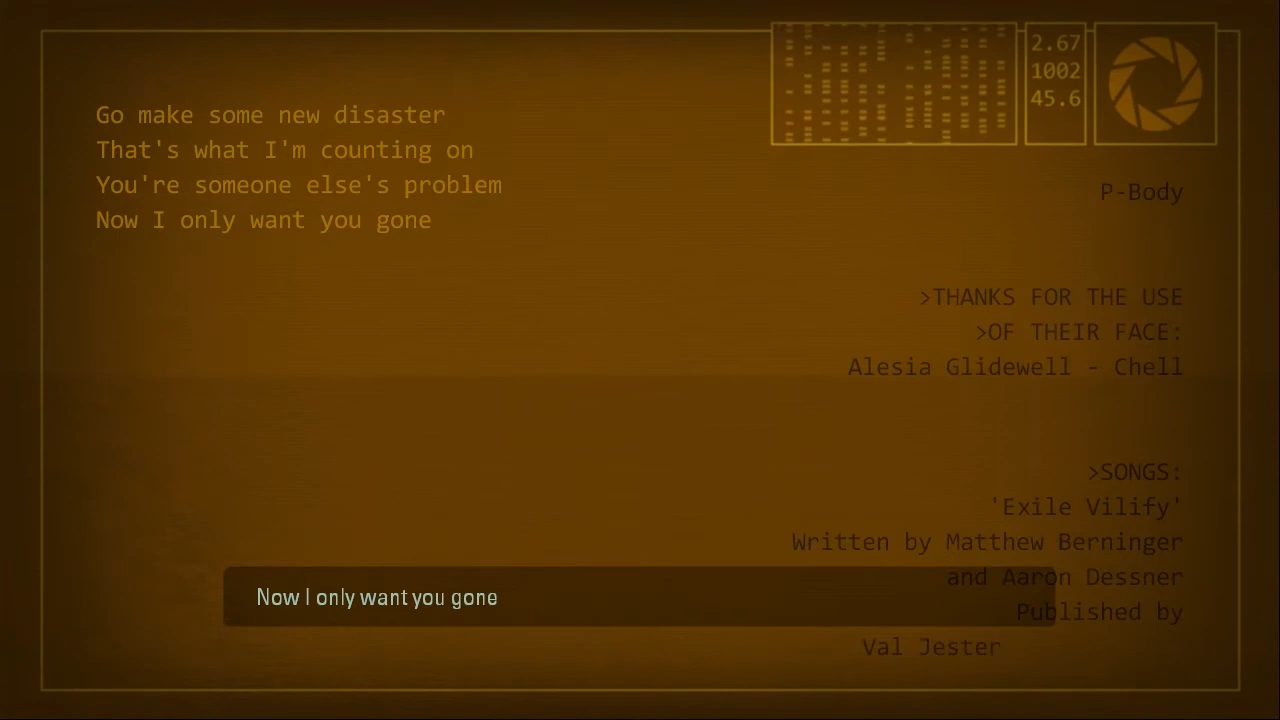 2.67
1002
45.6
Go make some new disaster
That's what I'm counting on
You're someone else's problem
Now I only want you gone
P-Body
>THANKS FOR THE USE
>OF THEIR FACE:
Alesia Glidewell - Chell
>SONGS:
'Exile Vilify'
Written by Matthew Berninger
and Aaron Dessner
Published by
Val Jester
Now I only want you gone